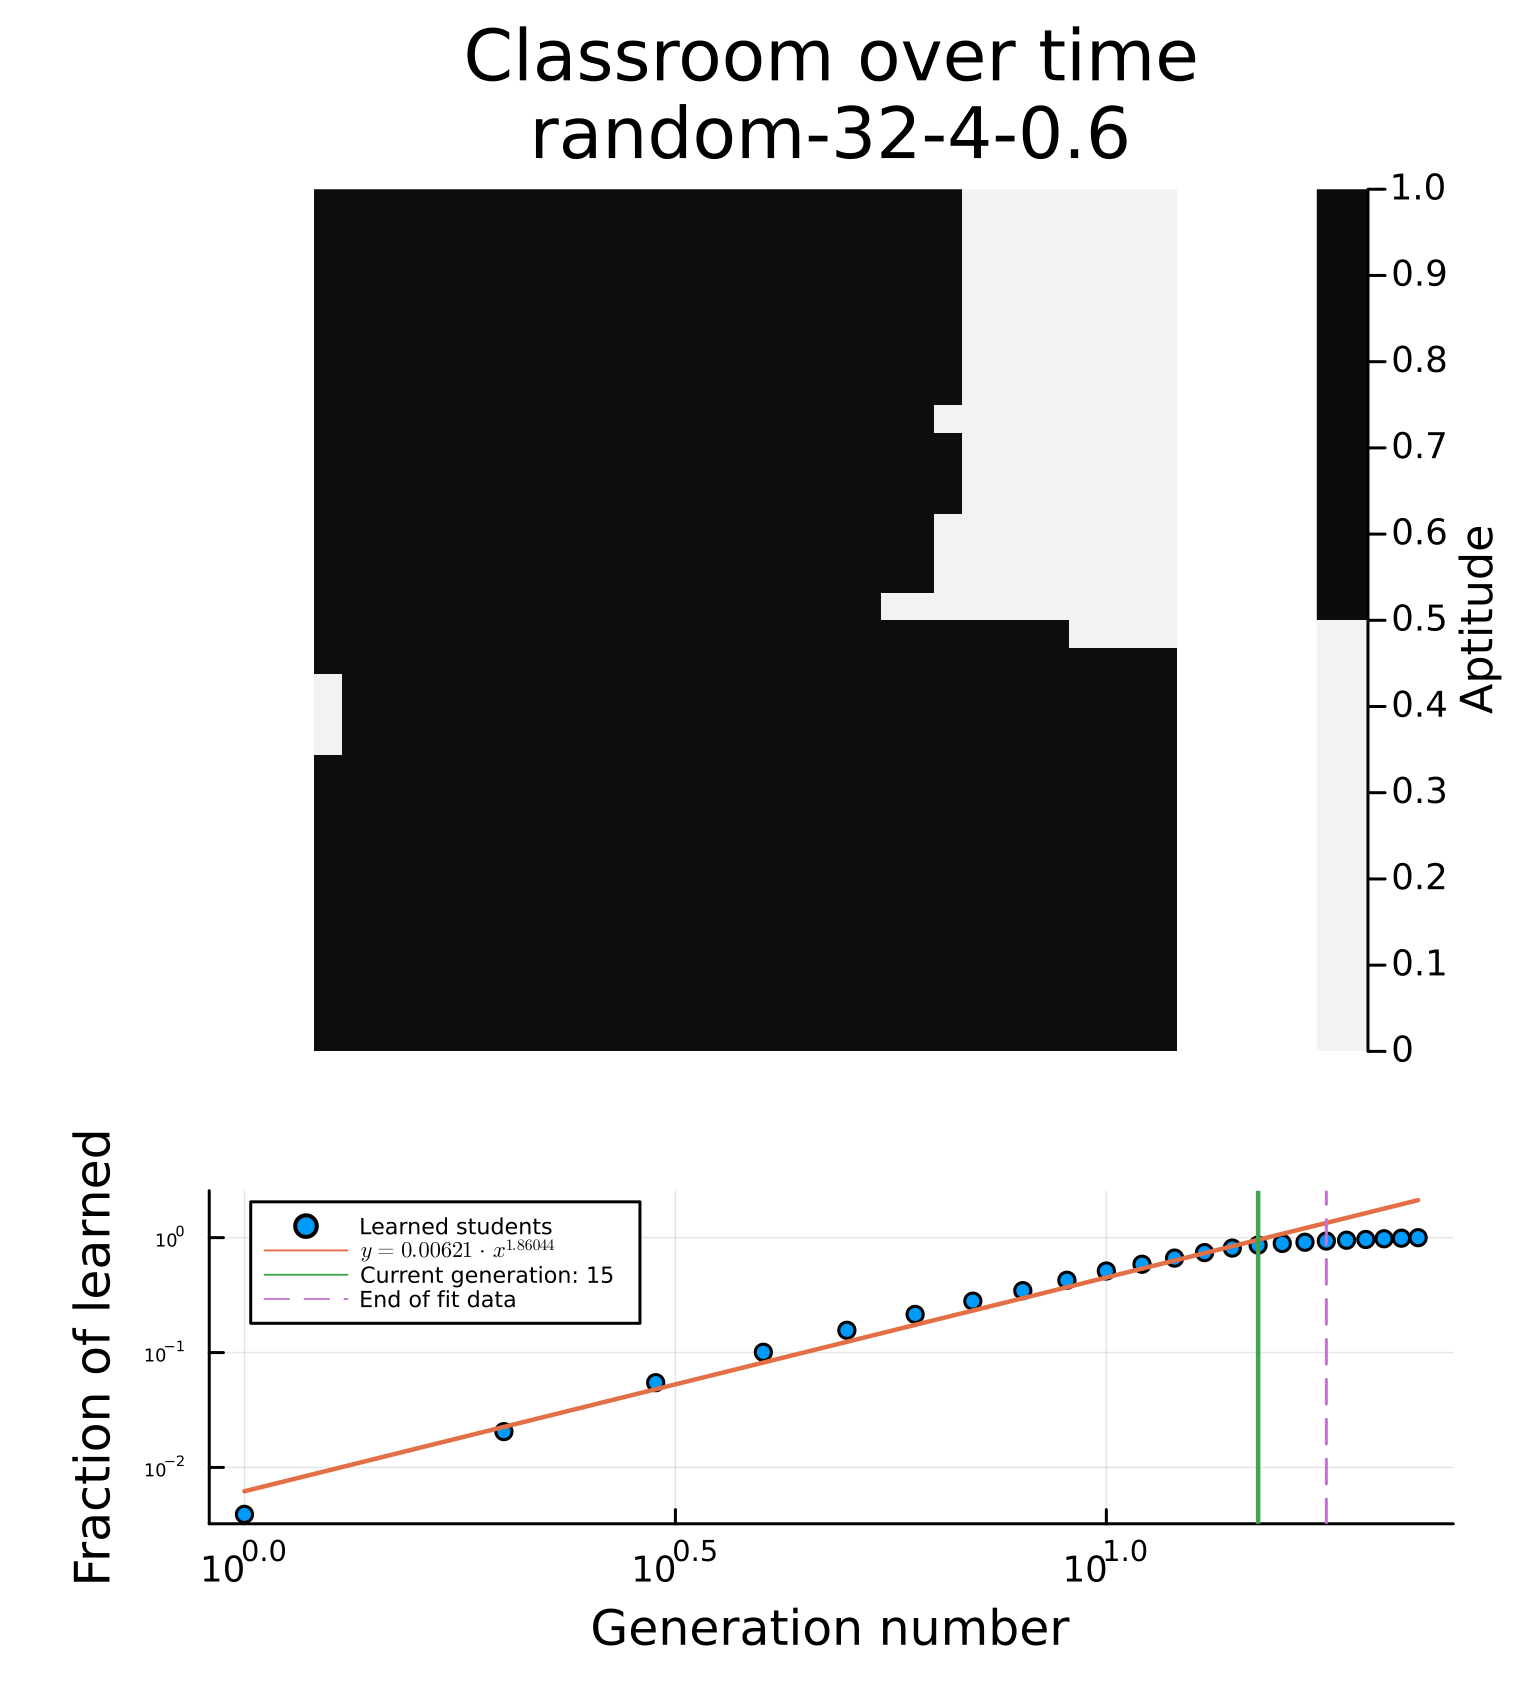 Classroom over time
random-32-4-0.6
1.0
0.9
0.8
0.7
0.6
0.5
0.4
0.3
0.2
0.1
0
Aptitude
Fraction of learned
10^0
10^−1
10^−2
Learned students
y = 0.00621 · x^1.86044
Current generation: 15
End of fit data
10^0.0 10^0.5 10^1.0
Generation number